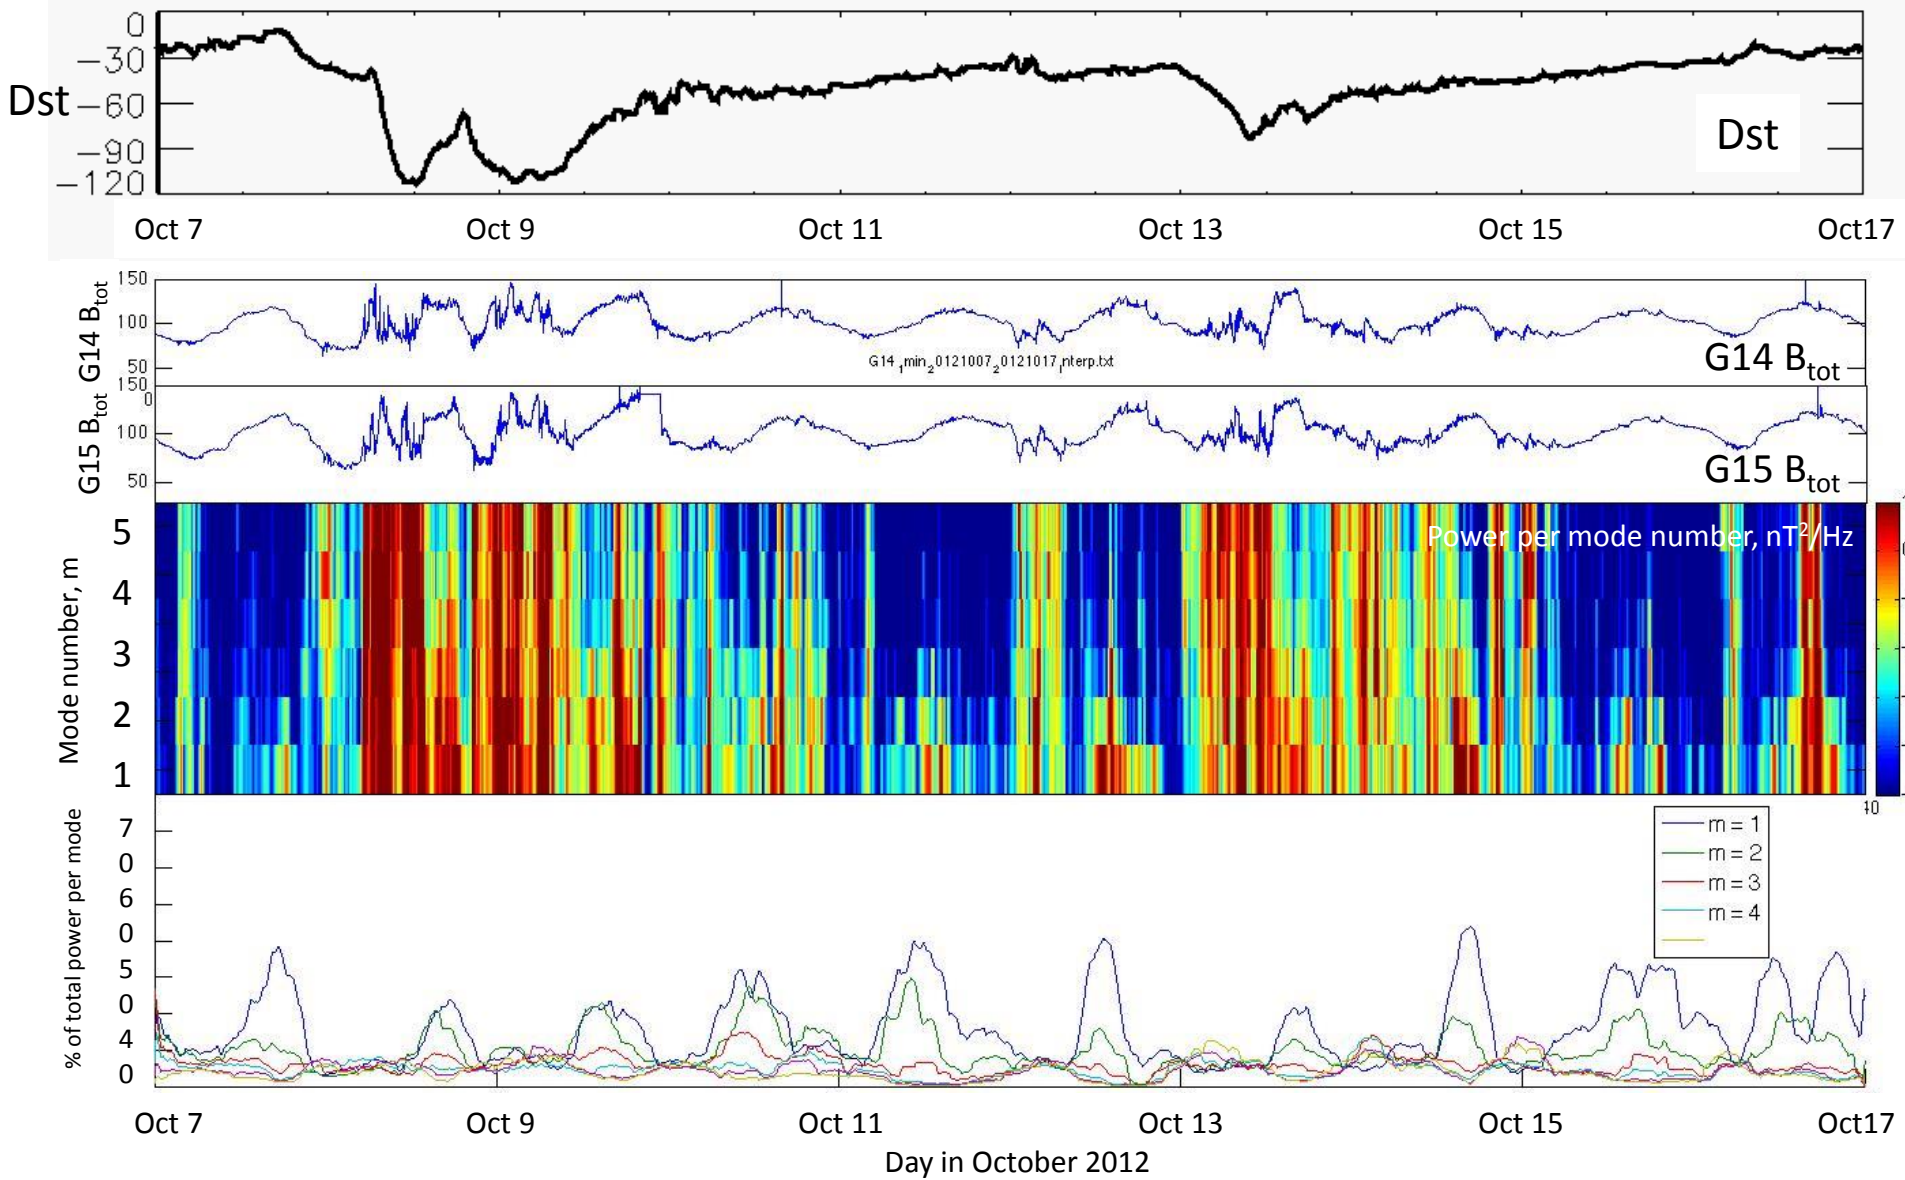 0
−30
Dst
−60
−90
−120
Dst
Oct 7
Oct 9
Oct 11
Oct 13
Oct 15
Oct17
G14 Btot
150
100
50
G14_1min_20121007_20121017_interp.txt
G14 Btot
G15 Btot
150
0
100
50
G15 Btot
Mode number, m
5
4
3
2
1
Power per mode number, nT²/Hz
40
% of total power per mode
7
0
6
0
5
0
4
0
m = 1
m = 2
m = 3
m = 4
Oct 7
Oct 9
Oct 11
Oct 13
Oct 15
Oct17
Day in October 2012